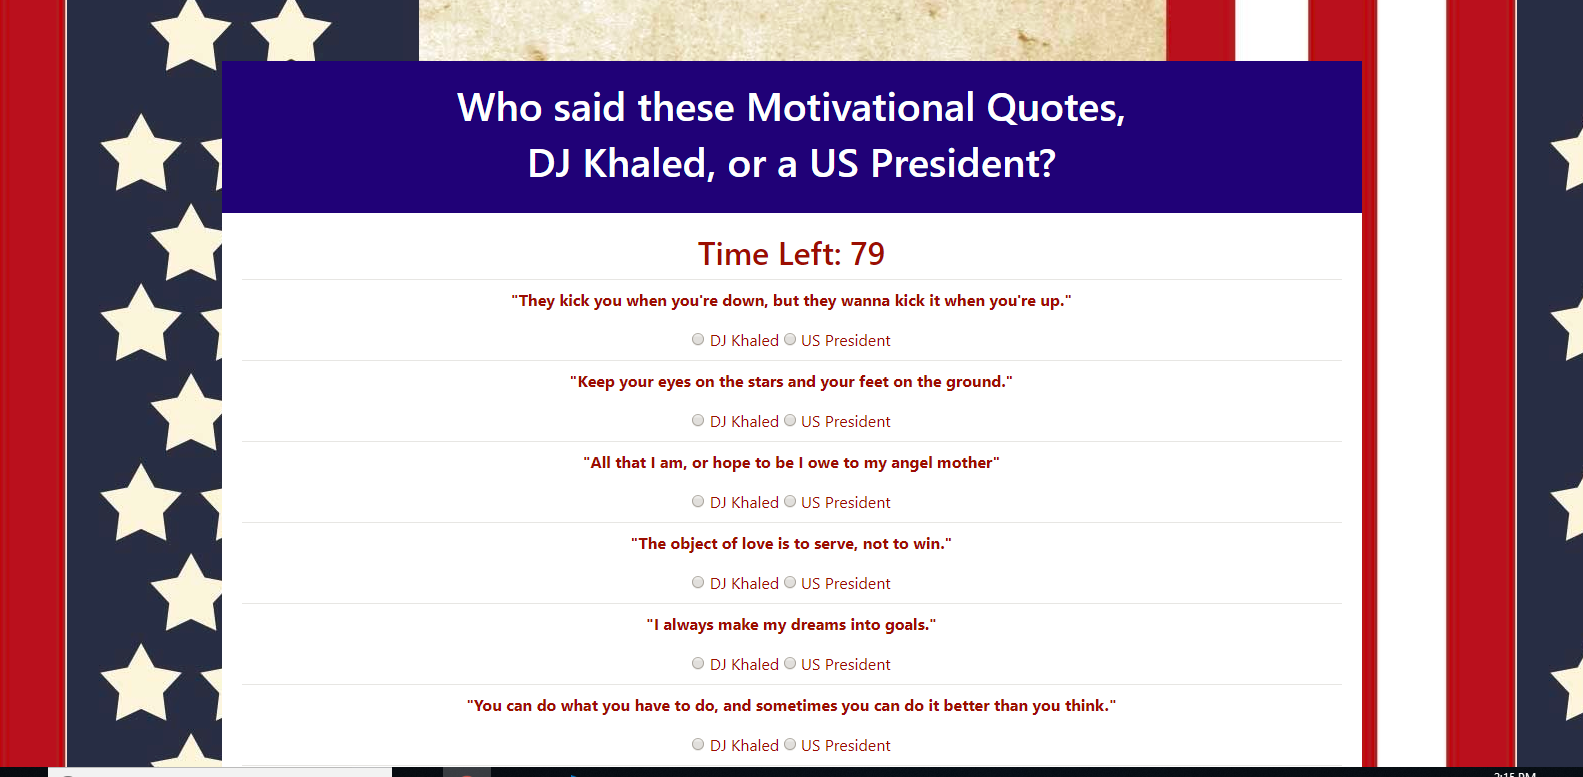 Who said these Motivational Quotes,
DJ Khaled, or a US President?
Time Left: 79
"They kick you when you're down, but they wanna kick it when you're up."
DJ Khaled US President
"Keep your eyes on the stars and your feet on the ground."
DJ Khaled US President
"All that I am, or hope to be I owe to my angel mother"
DJ Khaled US President
"The object of love is to serve, not to win."
DJ Khaled US President
"I always make my dreams into goals."
DJ Khaled US President
"You can do what you have to do, and sometimes you can do it better than you think."
DJ Khaled US President
2:15 PM